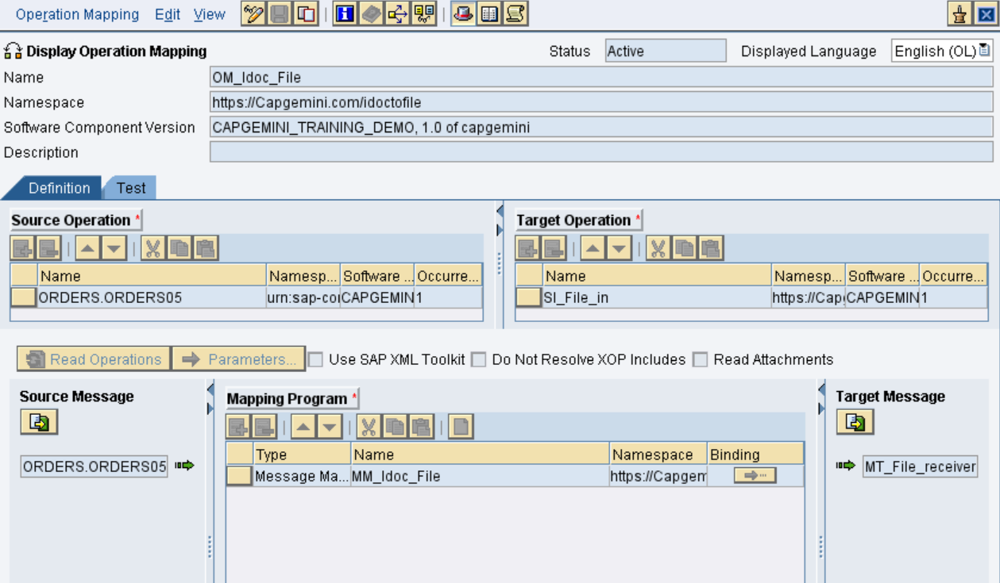 Operation Mapping Edit View
Display Operation Mapping Status Active Displayed Language English (OL)
Name OM_Idoc_File
Namespace https://Capgemini.com/idoctofile
Software Component Version CAPGEMINI_TRAINING_DEMO, 1.0 of capgemini
Description
Definition Test
Source Operation * Target Operation *
Name Namesp... Software ... Occurre... Name Namesp... Software ... Occurre...
ORDERS.ORDERS05 urn:sap-co CAPGEMIN 1 SI_File_in https://Cap CAPGEMIN 1
Read Operations Parameters... Use SAP XML Toolkit Do Not Resolve XOP Includes Read Attachments
Source Message Mapping Program * Target Message
Type Name Namespace Binding
ORDERS.ORDERS05 Message Ma... MM_Idoc_File https://Capgem MT_File_receiver